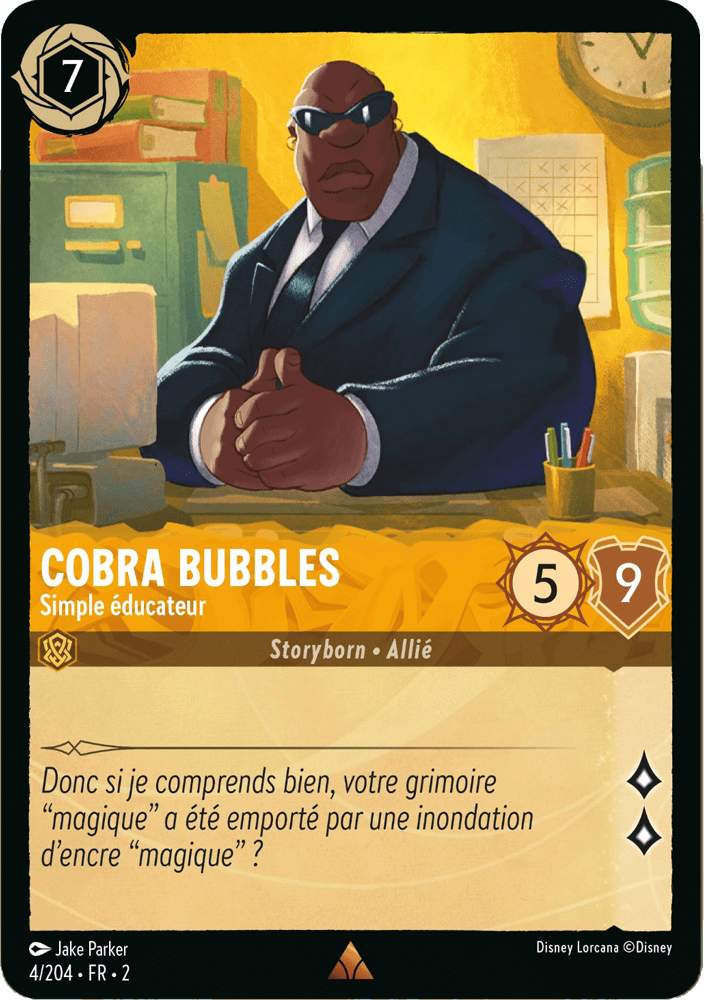 7
COBRA BUBBLES
Simple éducateur
5
9
Storyborn • Allié
Donc si je comprends bien, votre grimoire
“magique” a été emporté par une inondation
d’encre “magique” ?
Jake Parker
Disney Lorcana ©Disney
4/204 • FR • 2